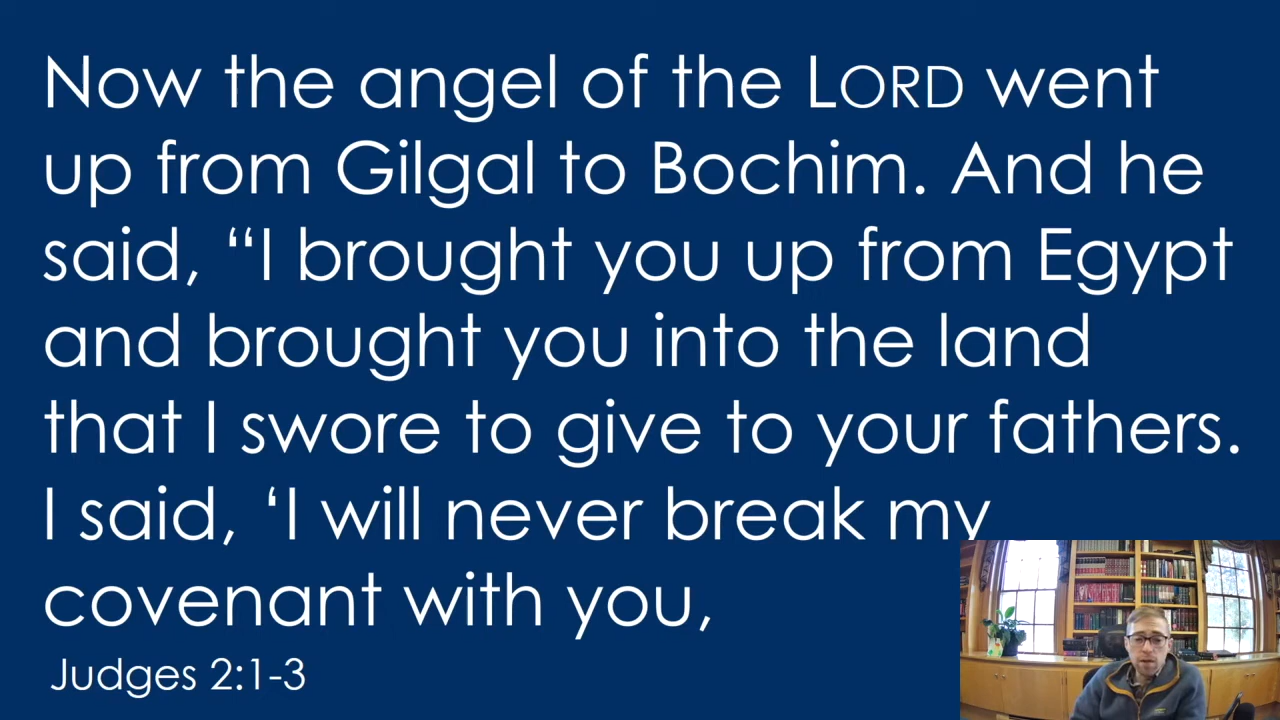 Now the angel of the LORD went
up from Gilgal to Bochim. And he
said, “I brought you up from Egypt
and brought you into the land
that I swore to give to your fathers.
I said, ‘I will never break my
covenant with you,
Judges 2:1-3